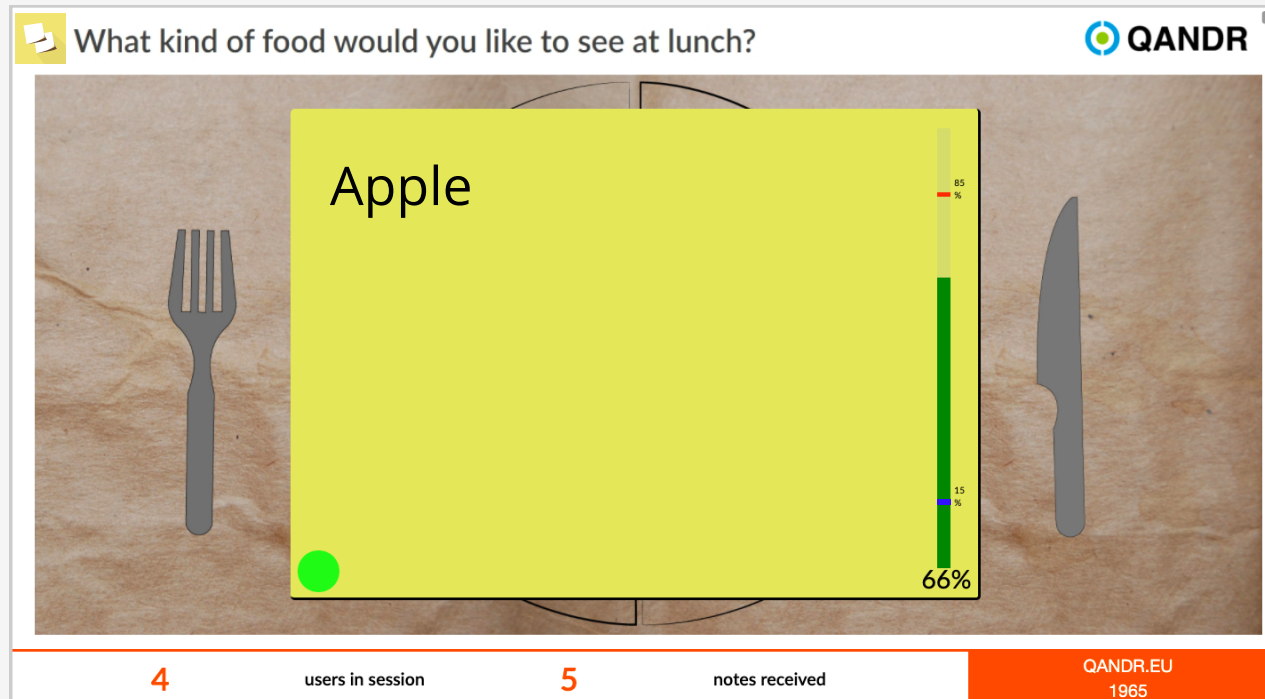 What kind of food would you like to see at lunch?
QANDR
Apple
85
%
15
%
66%
4 users in session 5 notes received
QANDR.EU
1965